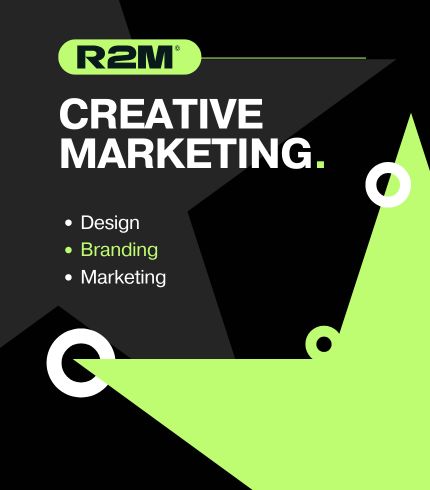 R2M©
CREATIVE
MARKETING.
• Design
• Branding
• Marketing